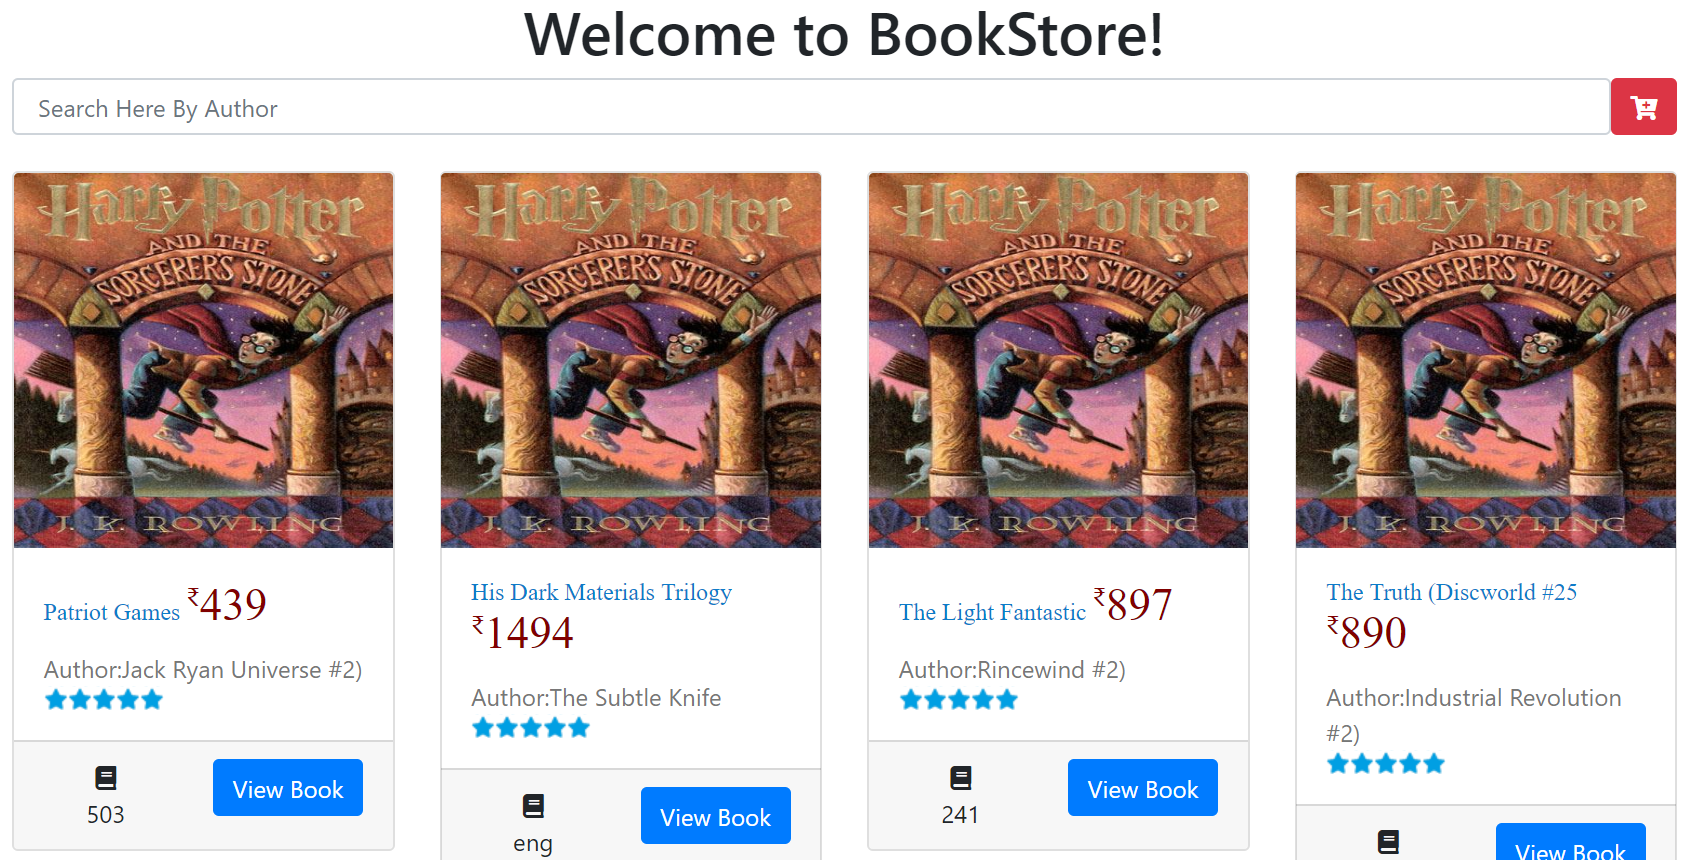 Welcome to BookStore!
Search Here By Author
Harry Potter
AND THE
SORCERER'S STONE
J. K. ROWLING
Patriot Games ₹439
Author:Jack Ryan Universe #2)
503
View Book
Harry Potter
AND THE
SORCERER'S STONE
J. K. ROWLING
His Dark Materials Trilogy
₹1494
Author:The Subtle Knife
eng
View Book
Harry Potter
AND THE
SORCERER'S STONE
J. K. ROWLING
The Light Fantastic ₹897
Author:Rincewind #2)
241
View Book
Harry Potter
AND THE
SORCERER'S STONE
J. K. ROWLING
The Truth (Discworld #25
₹890
Author:Industrial Revolution
#2)
View Book